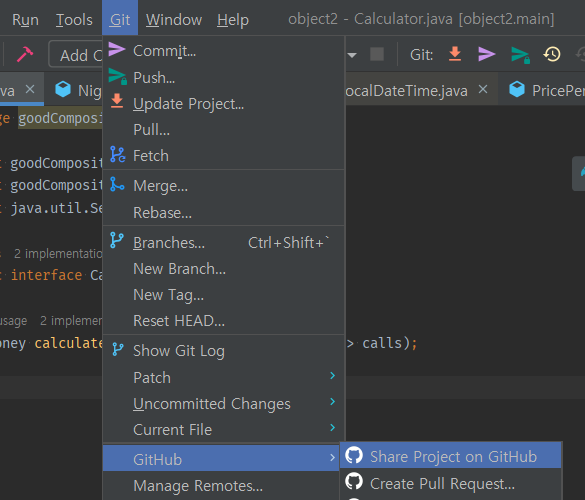 Run Tools Git Window Help object2 - Calculator.java [object2.main]
Add C Git:
va Nig ocalDateTime.java PricePer
ge goodComposit
t goodComposit
t goodComposit
t java.util.Se
2 implementatio
c interface Ca
usage 2 implemen
oney calculate > calls);
Commit...
Push...
Update Project...
Pull...
Fetch
Merge...
Rebase...
Branches... Ctrl+Shift+`
New Branch...
New Tag...
Reset HEAD...
Show Git Log
Patch
Uncommitted Changes
Current File
GitHub
Manage Remotes...
Share Project on GitHub
Create Pull Request...